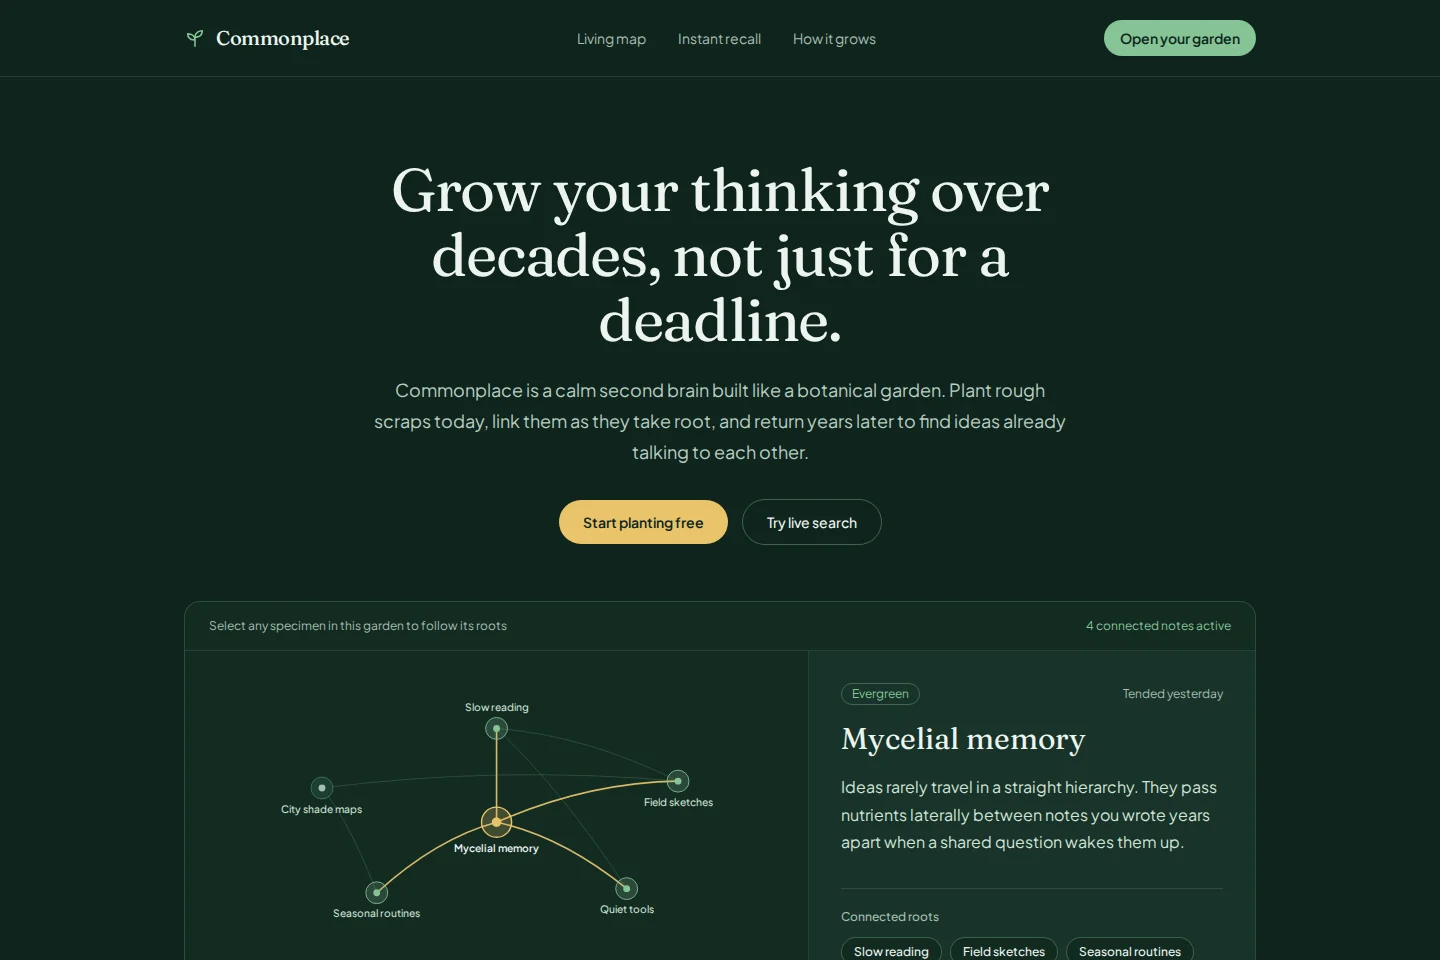 Commonplace
Living map
Instant recall
How it grows
Open your garden
Grow your thinking over
decades, not just for a
deadline.
Commonplace is a calm second brain built like a botanical garden. Plant rough
scraps today, link them as they take root, and return years later to find ideas already
talking to each other.
Start planting free
Try live search
Select any specimen in this garden to follow its roots
4 connected notes active
Slow reading
City shade maps
Field sketches
Mycelial memory
Seasonal routines
Quiet tools
Evergreen
Tended yesterday
Mycelial memory
Ideas rarely travel in a straight hierarchy. They pass
nutrients laterally between notes you wrote years
apart when a shared question wakes them up.
Connected roots
Slow reading
Field sketches
Seasonal routines